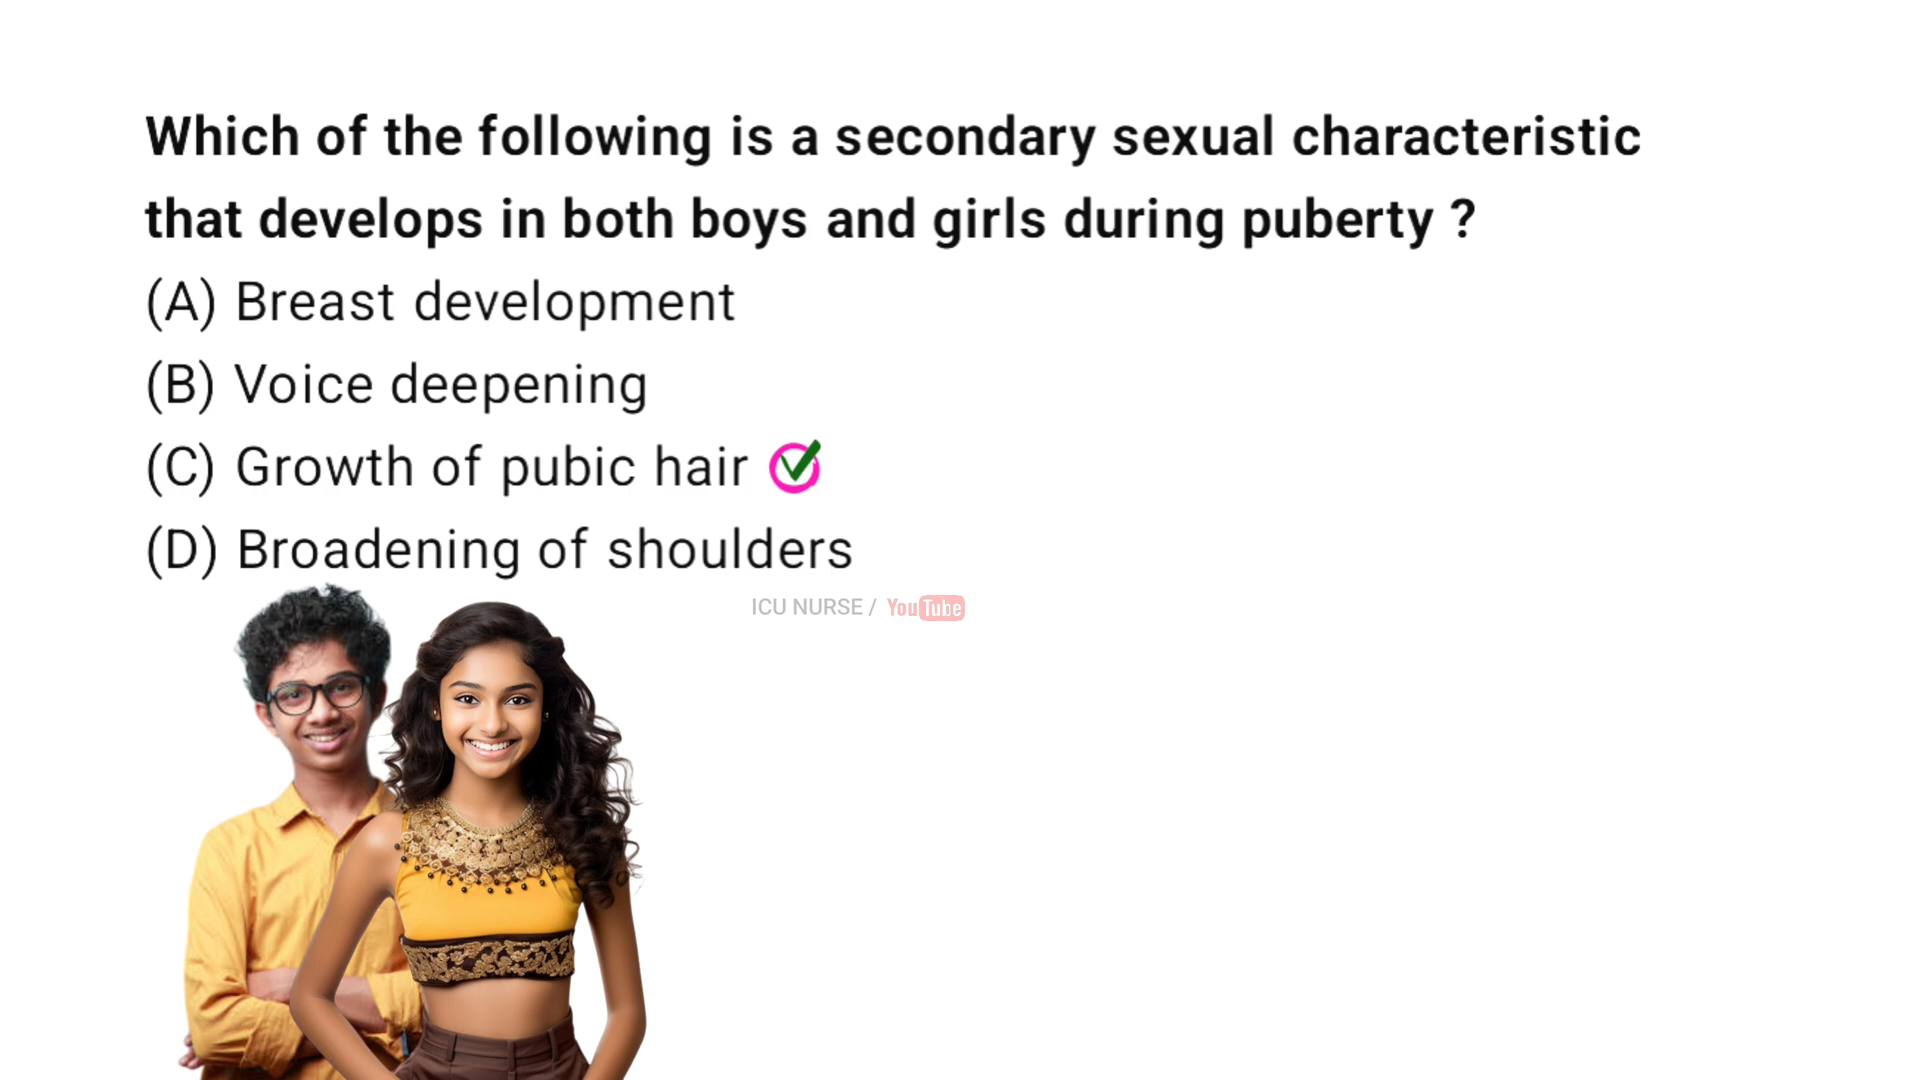 Which of the following is a secondary sexual characteristic
that develops in both boys and girls during puberty ?
(A) Breast development
(B) Voice deepening
(C) Growth of pubic hair
(D) Broadening of shoulders
ICU NURSE / YouTube